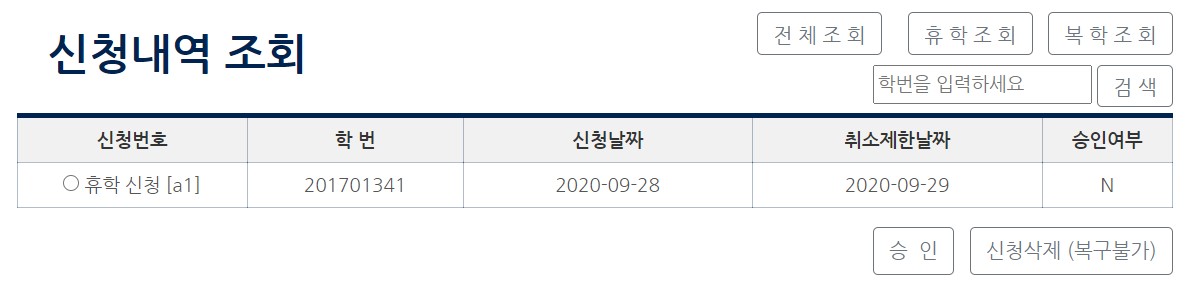 신청내역 조회
전 체 조 회 휴 학 조 회 복 학 조 회
학번을 입력하세요 검 색
신청번호 학 번 신청날짜 취소제한날짜 승인여부
휴학 신청 [a1] 201701341 2020-09-28 2020-09-29 N
승 인 신청삭제 (복구불가)